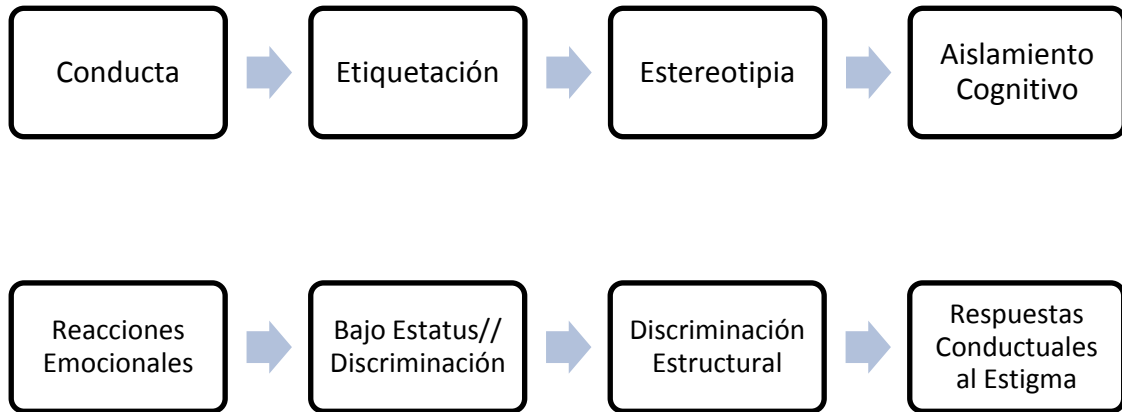 Conducta
Etiquetación
Estereotipia
Aislamiento
Cognitivo
Reacciones
Emocionales
Bajo Estatus//
Discriminación
Discriminación
Estructural
Respuestas
Conductuales
al Estigma